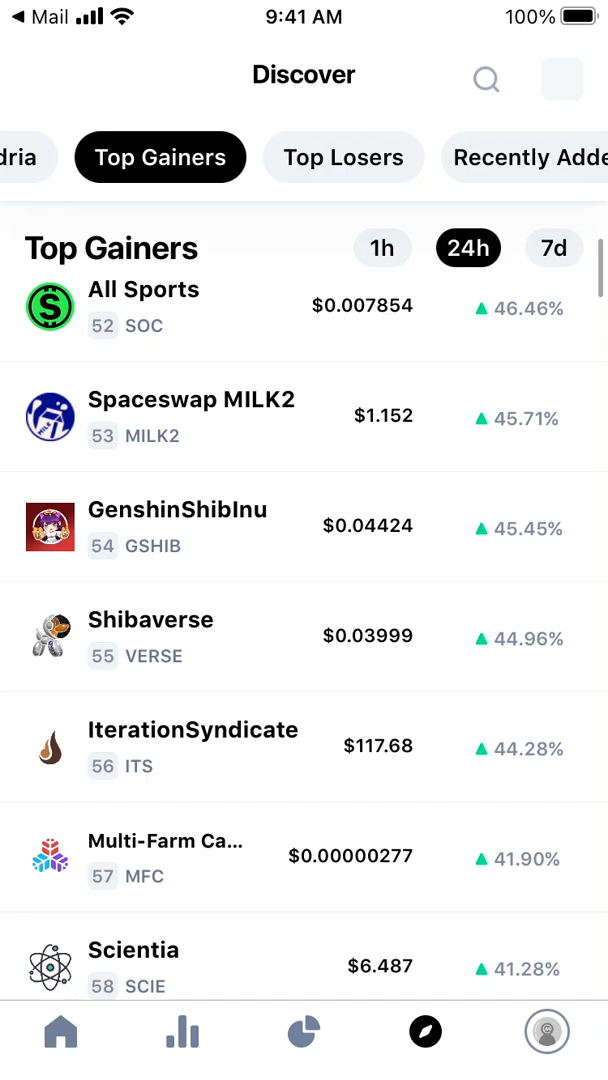 Mail 9:41 AM 100%
Discover
dria Top Gainers Top Losers Recently Adde
Top Gainers 1h 24h 7d
All Sports
$0.007854 46.46%
52 SOC
Spaceswap MILK2
$1.152 45.71%
53 MILK2
GenshinShibInu
$0.04424 45.45%
54 GSHIB
Shibaverse
$0.03999 44.96%
55 VERSE
IterationSyndicate
$117.68 44.28%
56 ITS
Multi-Farm Ca...
$0.00000277 41.90%
57 MFC
Scientia
$6.487 41.28%
58 SCIE